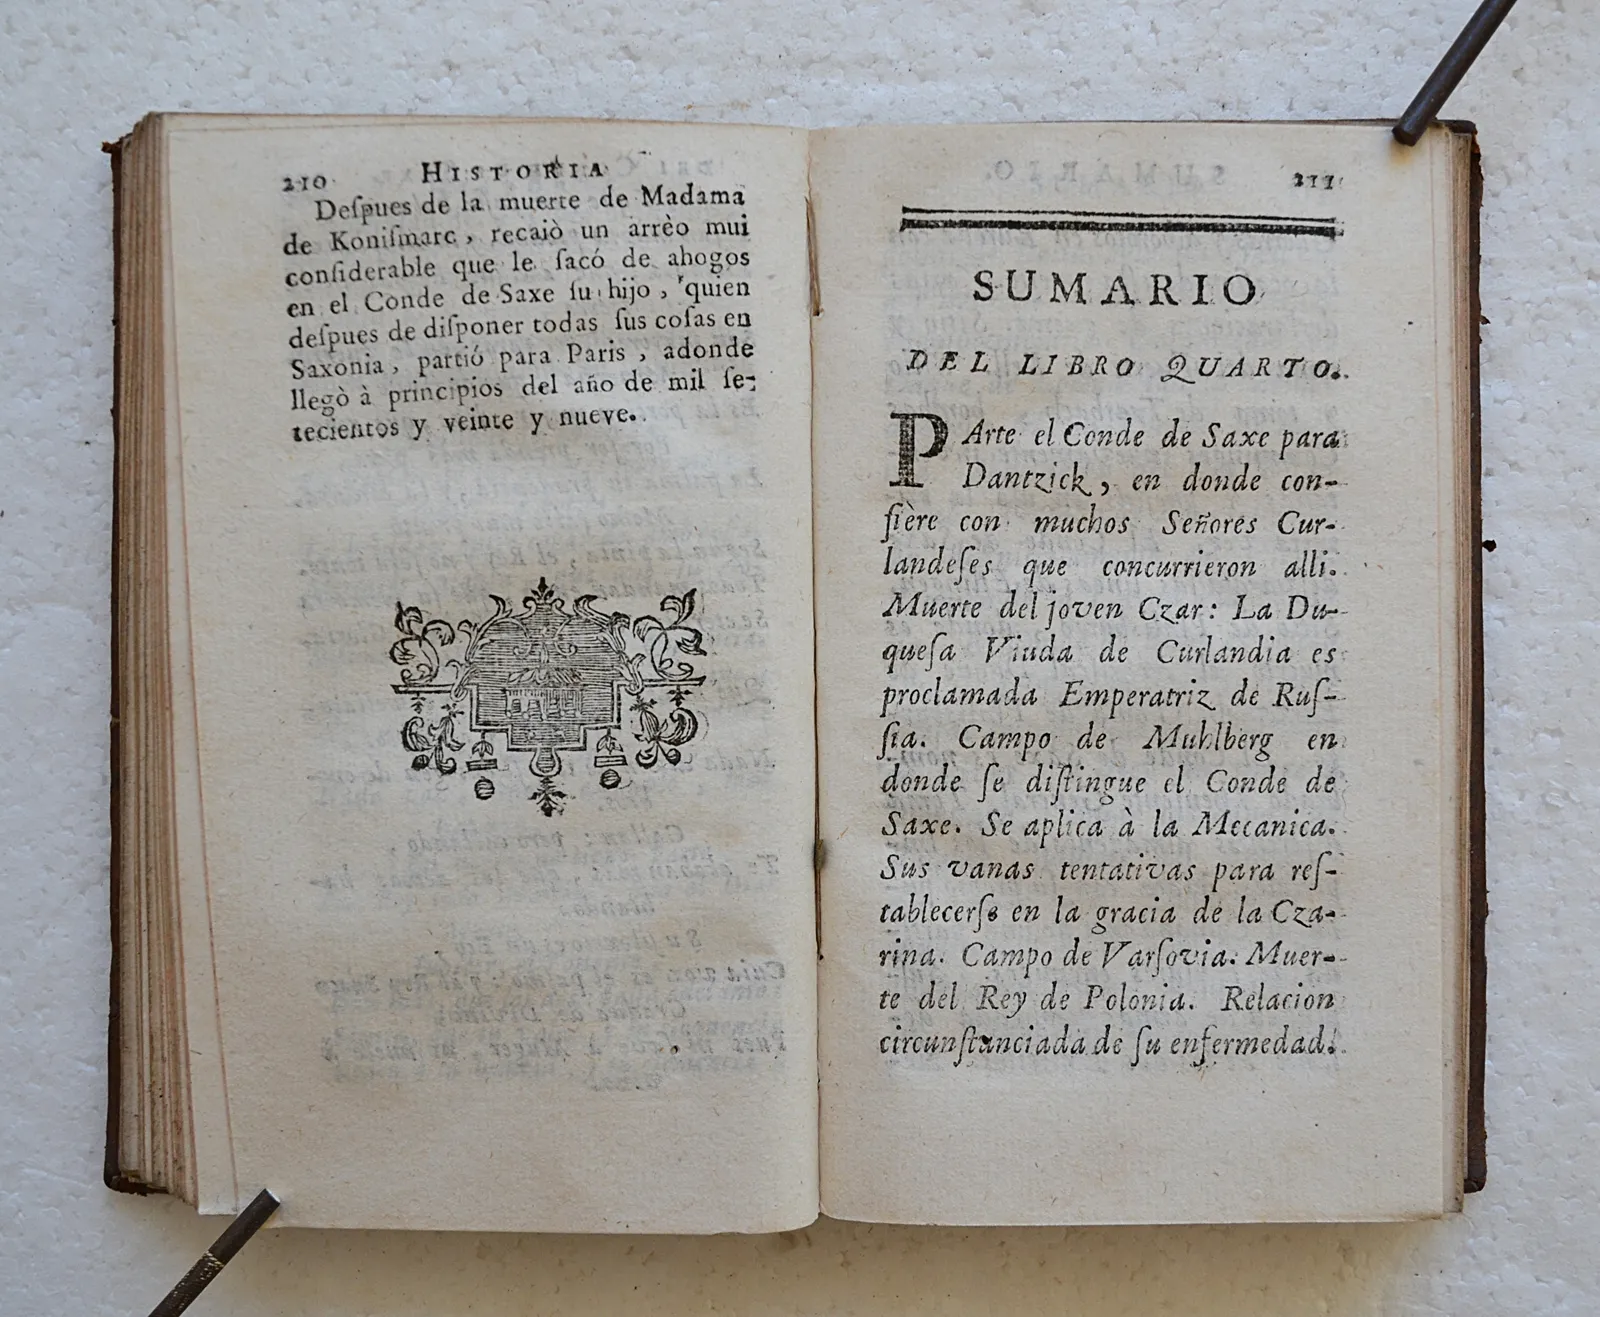 210 HISTORIA
Deſpues de la muerte de Madama
de Koniſmarc, recaiò un arrèo mui
conſiderable que le ſacó de ahogos
en el Conde de Saxe ſu hijo, quien
deſpues de diſponer todas sus coſas en
Saxonia, partió para Paris, adonde
llegò à principios del año de mil ſe-
tecientos y veinte y nueve.
211
SUMARIO
DEL LIBRO QUARTO.
PArte el Conde de Saxe para
Dantzick, en donde con-
fière con muchos Señores Cur-
landeſes que concurrieron alli.
Muerte del joven Czar: La Du-
queſa Viuda de Curlandia es
proclamada Emperatriz de Ruſ-
ſia. Campo de Muhlberg en
donde ſe diſtingue el Conde de
Saxe. Se aplica à la Mecanica.
Sus vanas tentativas para reſ-
tablecerſe en la gracia de la Cza-
rina. Campo de Varſovia. Muer-
te del Rey de Polonia. Relacion
circunſtanciada de ſu enfermedad.